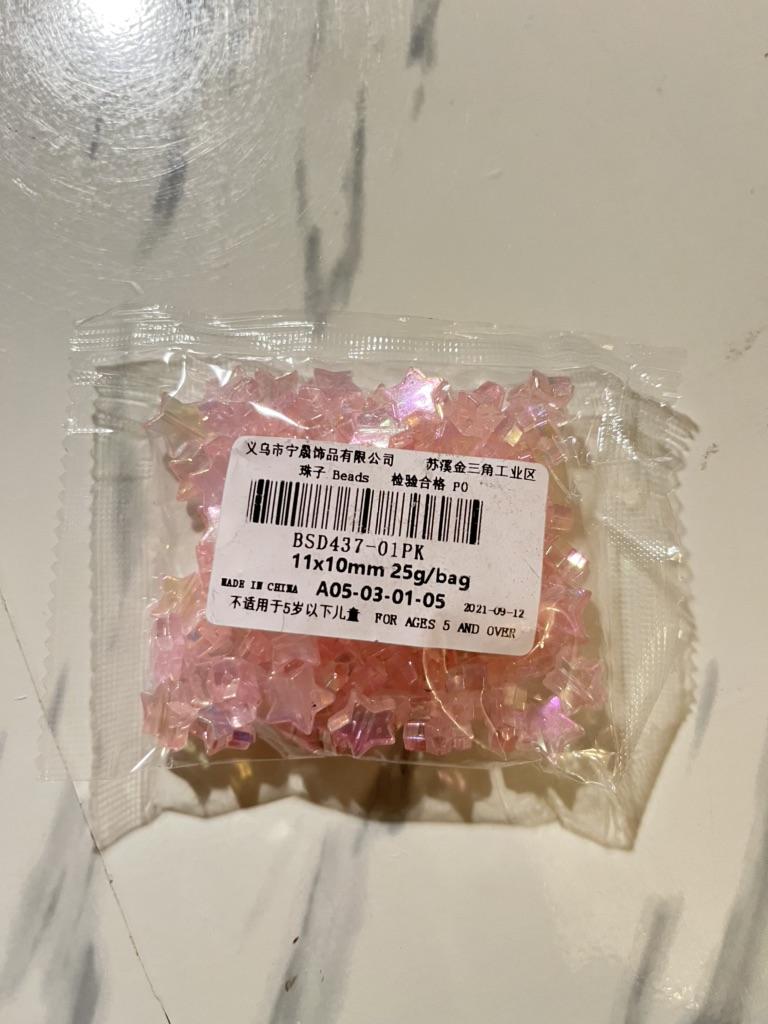 义乌市宁晨饰品有限公司 苏溪金三角工业区
珠子 Beads 检验合格 PO
BSD437-01PK
11x10mm 25g/bag
MADE IN CHINA A05-03-01-05 2021-09-12
不适用于5岁以下儿童 FOR AGES 5 AND OVER